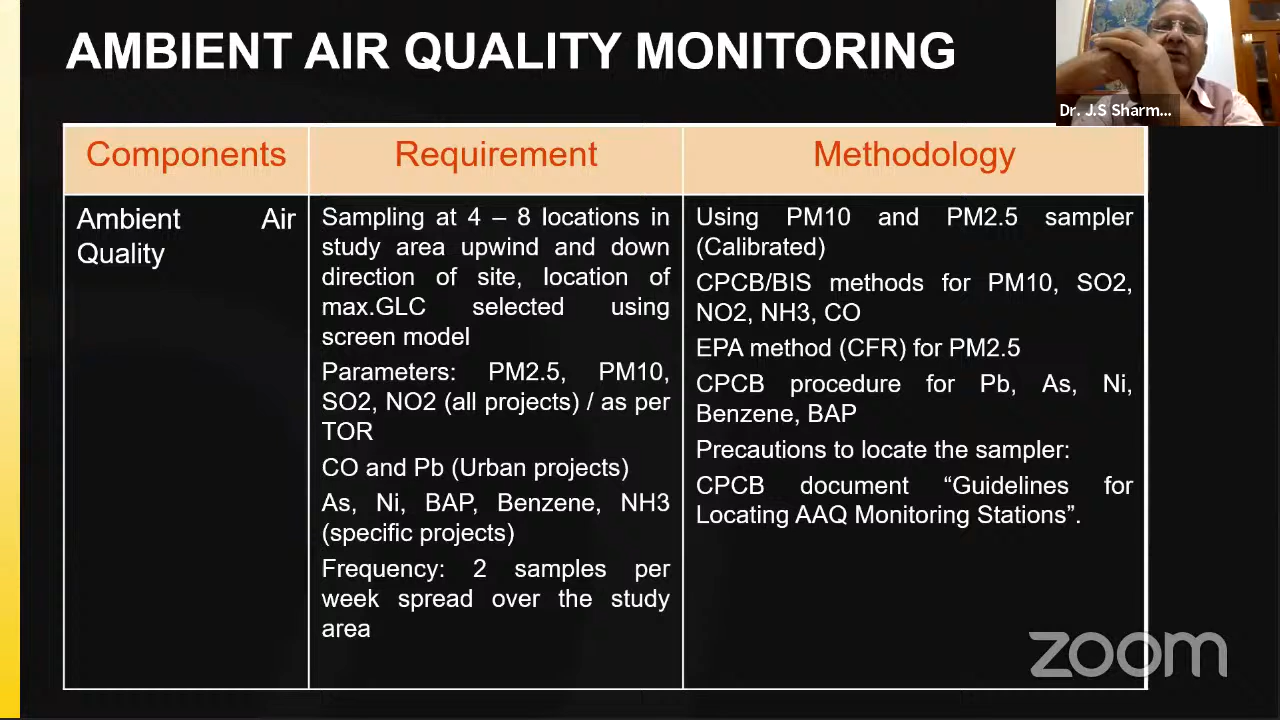 AMBIENT AIR QUALITY MONITORING
Dr. J.S Sharm...
Components
Requirement
Methodology
Ambient Air
Quality
Sampling at 4 – 8 locations in
study area upwind and down
direction of site, location of
max.GLC selected using
screen model
Parameters: PM2.5, PM10,
SO2, NO2 (all projects) / as per
TOR
CO and Pb (Urban projects)
As, Ni, BAP, Benzene, NH3
(specific projects)
Frequency: 2 samples per
week spread over the study
area
Using PM10 and PM2.5 sampler
(Calibrated)
CPCB/BIS methods for PM10, SO2,
NO2, NH3, CO
EPA method (CFR) for PM2.5
CPCB procedure for Pb, As, Ni,
Benzene, BAP
Precautions to locate the sampler:
CPCB document “Guidelines for
Locating AAQ Monitoring Stations”.
zoom